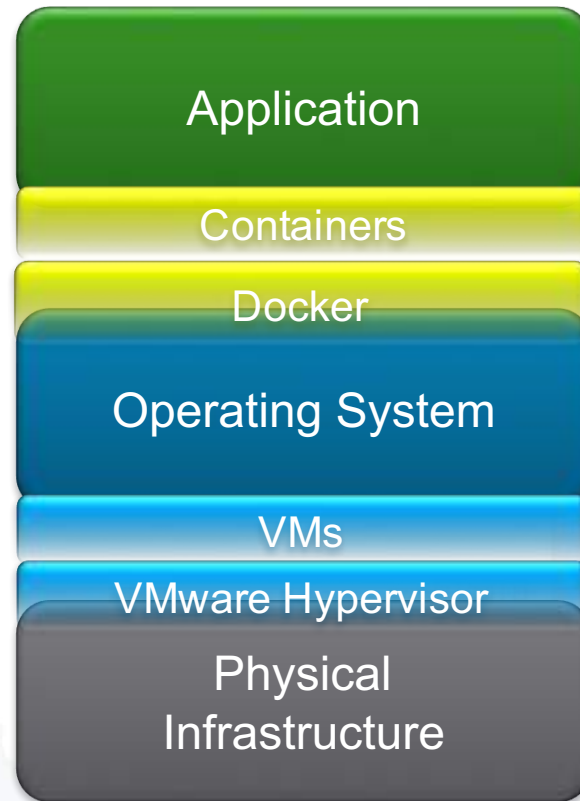 Application
Containers
Docker
Operating System
VMs
VMware Hypervisor
Physical
Infrastructure